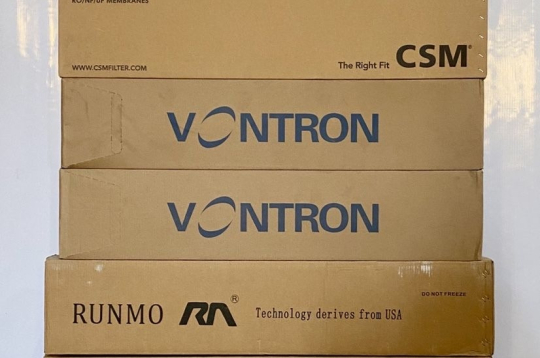 RO/NF/UF MEMBRANES
WWW.CSMFILTER.COM
The Right Fit CSM®
VONTRON
VONTRON
DO NOT FREEZE
RUNMO RM® Technology derives from USA